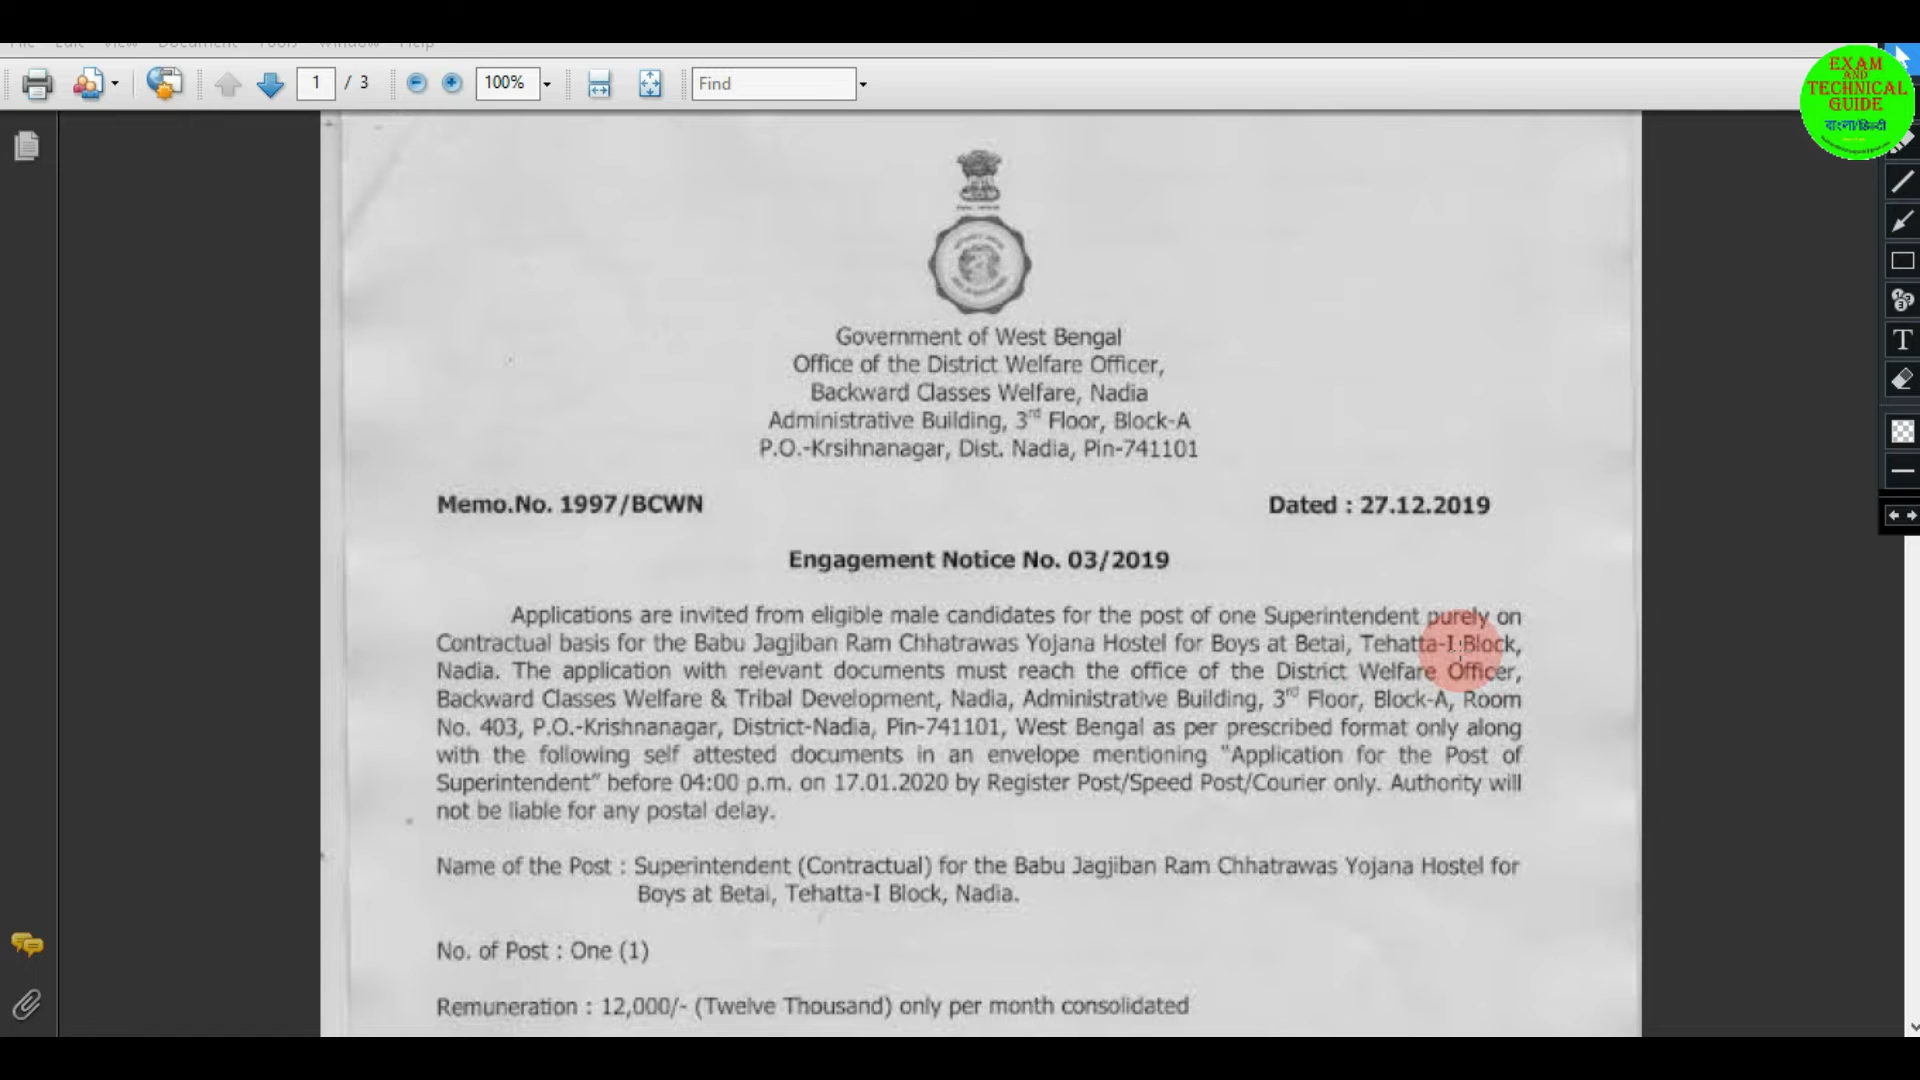 1 / 3
100%
Find
EXAM
AND
TECHNICAL
GUIDE
বাংলা/हिन्दी
Government of West Bengal
Office of the District Welfare Officer,
Backward Classes Welfare, Nadia
Administrative Building, 3rd Floor, Block-A
P.O.-Krsihnanagar, Dist. Nadia, Pin-741101
Memo.No. 1997/BCWN
Dated : 27.12.2019
Engagement Notice No. 03/2019
Applications are invited from eligible male candidates for the post of one Superintendent purely on
Contractual basis for the Babu Jagjiban Ram Chhatrawas Yojana Hostel for Boys at Betai, Tehatta-I Block,
Nadia. The application with relevant documents must reach the office of the District Welfare Officer,
Backward Classes Welfare & Tribal Development, Nadia, Administrative Building, 3rd Floor, Block-A, Room
No. 403, P.O.-Krishnanagar, District-Nadia, Pin-741101, West Bengal as per prescribed format only along
with the following self attested documents in an envelope mentioning "Application for the Post of
Superintendent" before 04:00 p.m. on 17.01.2020 by Register Post/Speed Post/Courier only. Authority will
not be liable for any postal delay.
Name of the Post : Superintendent (Contractual) for the Babu Jagjiban Ram Chhatrawas Yojana Hostel for
Boys at Betai, Tehatta-I Block, Nadia.
No. of Post : One (1)
Remuneration : 12,000/- (Twelve Thousand) only per month consolidated